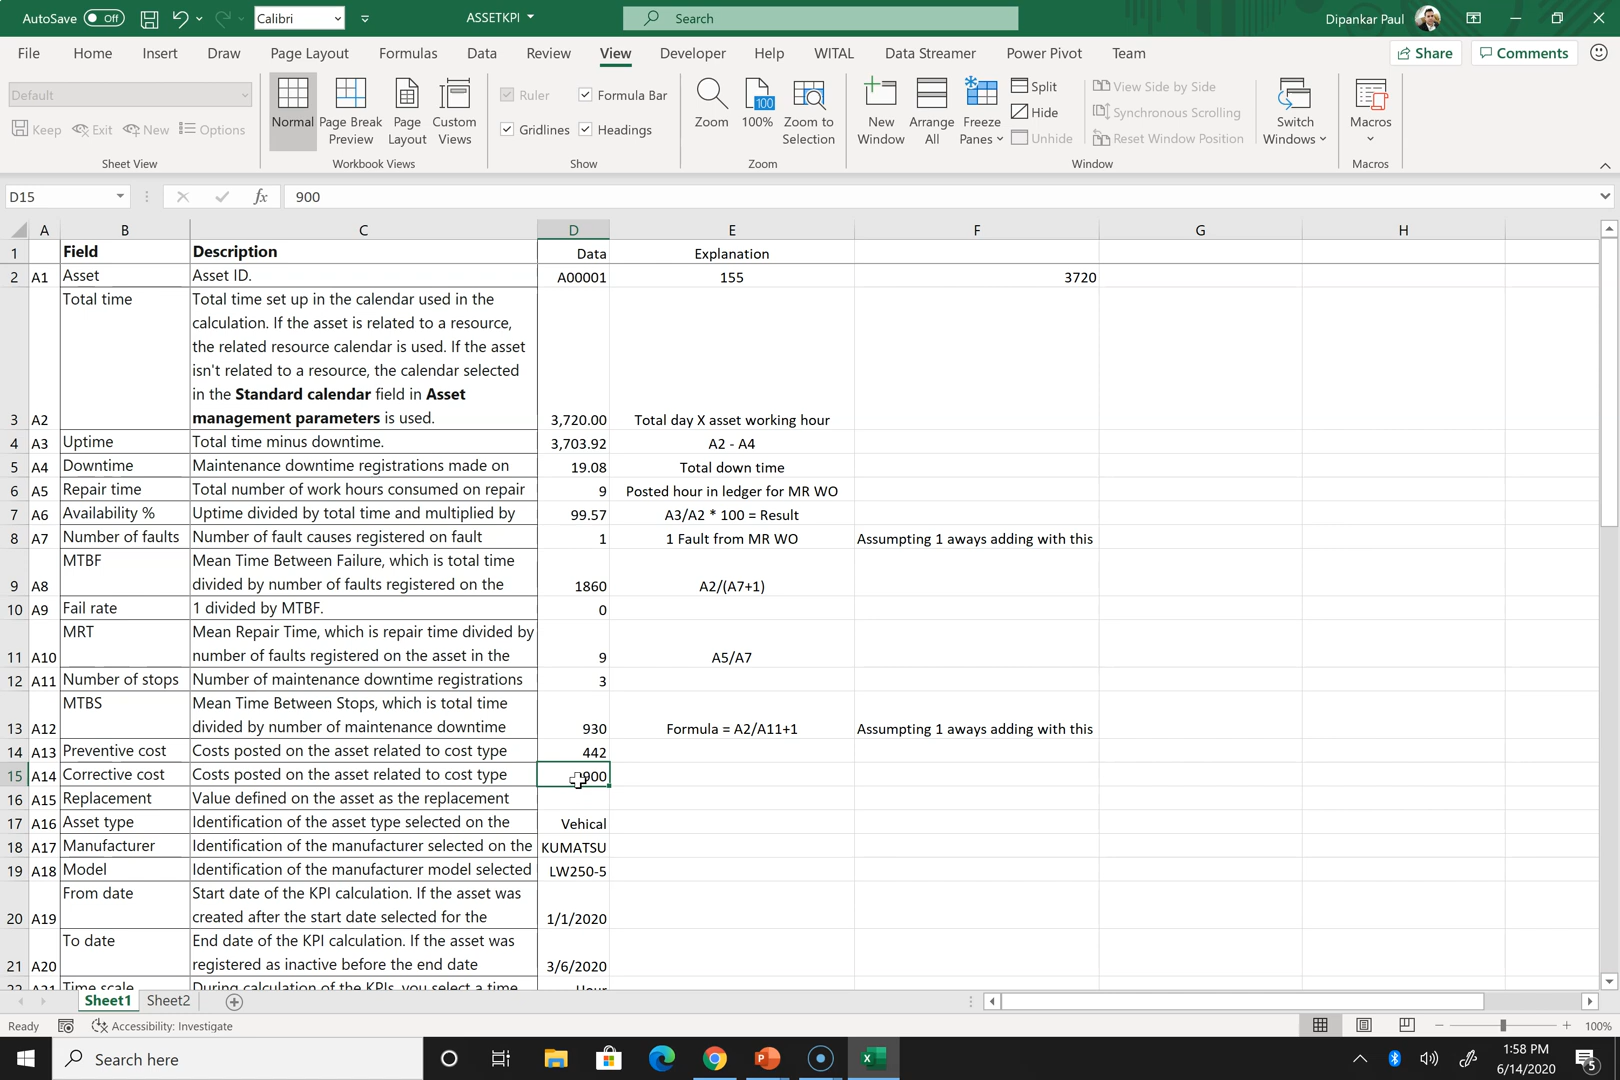 AutoSave Off Calibri ASSETKPI Search Dipankar Paul
File Home Insert Draw Page Layout Formulas Data Review View Developer Help WITAL Data Streamer Power Pivot Team Share Comments
Default
Keep Exit New Options
Sheet View
Normal Page Break Preview Page Layout Custom Views
Workbook Views
Ruler Formula Bar
Gridlines Headings
Show
Zoom 100 100% Zoom to Selection
Zoom
New Window Arrange All Freeze Panes
Split
Hide
Unhide
View Side by Side
Synchronous Scrolling
Reset Window Position
Switch Windows
Window
Macros
Macros
D15 fx 900
A B C D E F G H
1 Field Description Data Explanation
2 A1 Asset Asset ID. A00001 155 3720
Total time Total time set up in the calendar used in the
calculation. If the asset is related to a resource,
the related resource calendar is used. If the asset
isn't related to a resource, the calendar selected
in the Standard calendar field in Asset
3 A2 management parameters is used. 3,720.00 Total day X asset working hour
4 A3 Uptime Total time minus downtime. 3,703.92 A2 - A4
5 A4 Downtime Maintenance downtime registrations made on 19.08 Total down time
6 A5 Repair time Total number of work hours consumed on repair 9 Posted hour in ledger for MR WO
7 A6 Availability % Uptime divided by total time and multiplied by 99.57 A3/A2 * 100 = Result
8 A7 Number of faults Number of fault causes registered on fault 1 1 Fault from MR WO Assumping 1 aways adding with this
MTBF Mean Time Between Failure, which is total time
9 A8 divided by number of faults registered on the 1860 A2/(A7+1)
10 A9 Fail rate 1 divided by MTBF. 0
MRT Mean Repair Time, which is repair time divided by
11 A10 number of faults registered on the asset in the 9 A5/A7
12 A11 Number of stops Number of maintenance downtime registrations 3
MTBS Mean Time Between Stops, which is total time
13 A12 divided by number of maintenance downtime 930 Formula = A2/A11+1 Assumping 1 aways adding with this
14 A13 Preventive cost Costs posted on the asset related to cost type 442
15 A14 Corrective cost Costs posted on the asset related to cost type 900
16 A15 Replacement Value defined on the asset as the replacement
17 A16 Asset type Identification of the asset type selected on the Vehical
18 A17 Manufacturer Identification of the manufacturer selected on the KUMATSU
19 A18 Model Identification of the manufacturer model selected LW250-5
From date Start date of the KPI calculation. If the asset was
20 A19 created after the start date selected for the 1/1/2020
To date End date of the KPI calculation. If the asset was
21 A20 registered as inactive before the end date 3/6/2020
22 A21 Time scale During calculation of the KPIs, you select a time Hour
Sheet1 Sheet2
Ready Accessibility: Investigate 100%
Search here 1:58 PM
6/14/2020 5